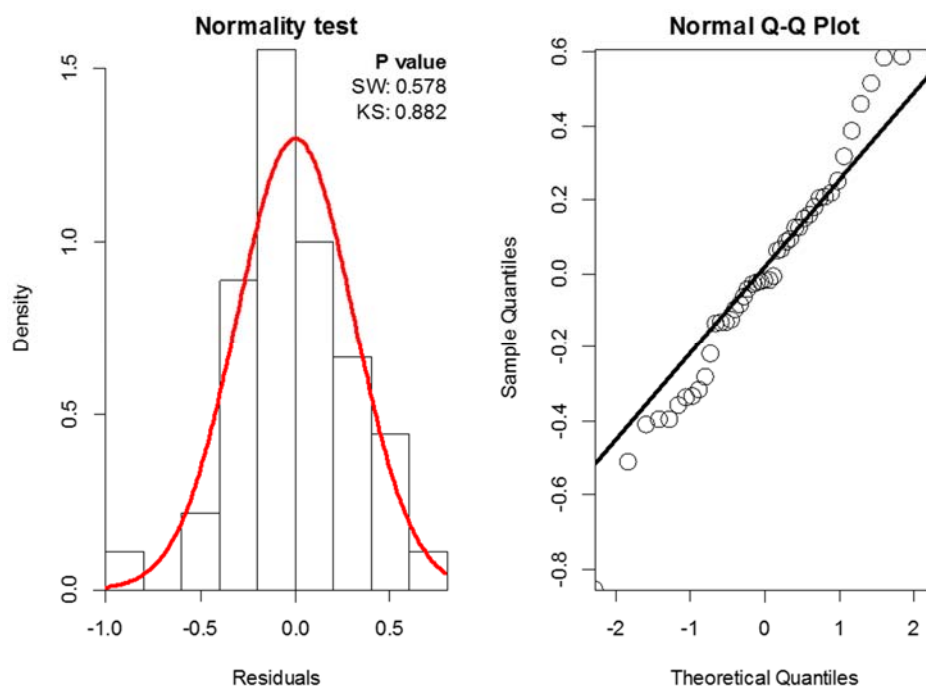 Normality test
P value
SW: 0.578
KS: 0.882
Density
0.0
0.5
1.0
1.5
-1.0
-0.5
0.0
0.5
Residuals
Normal Q-Q Plot
Sample Quantiles
-0.8
-0.6
-0.4
-0.2
0.0
0.2
0.4
0.6
-2
-1
0
1
2
Theoretical Quantiles